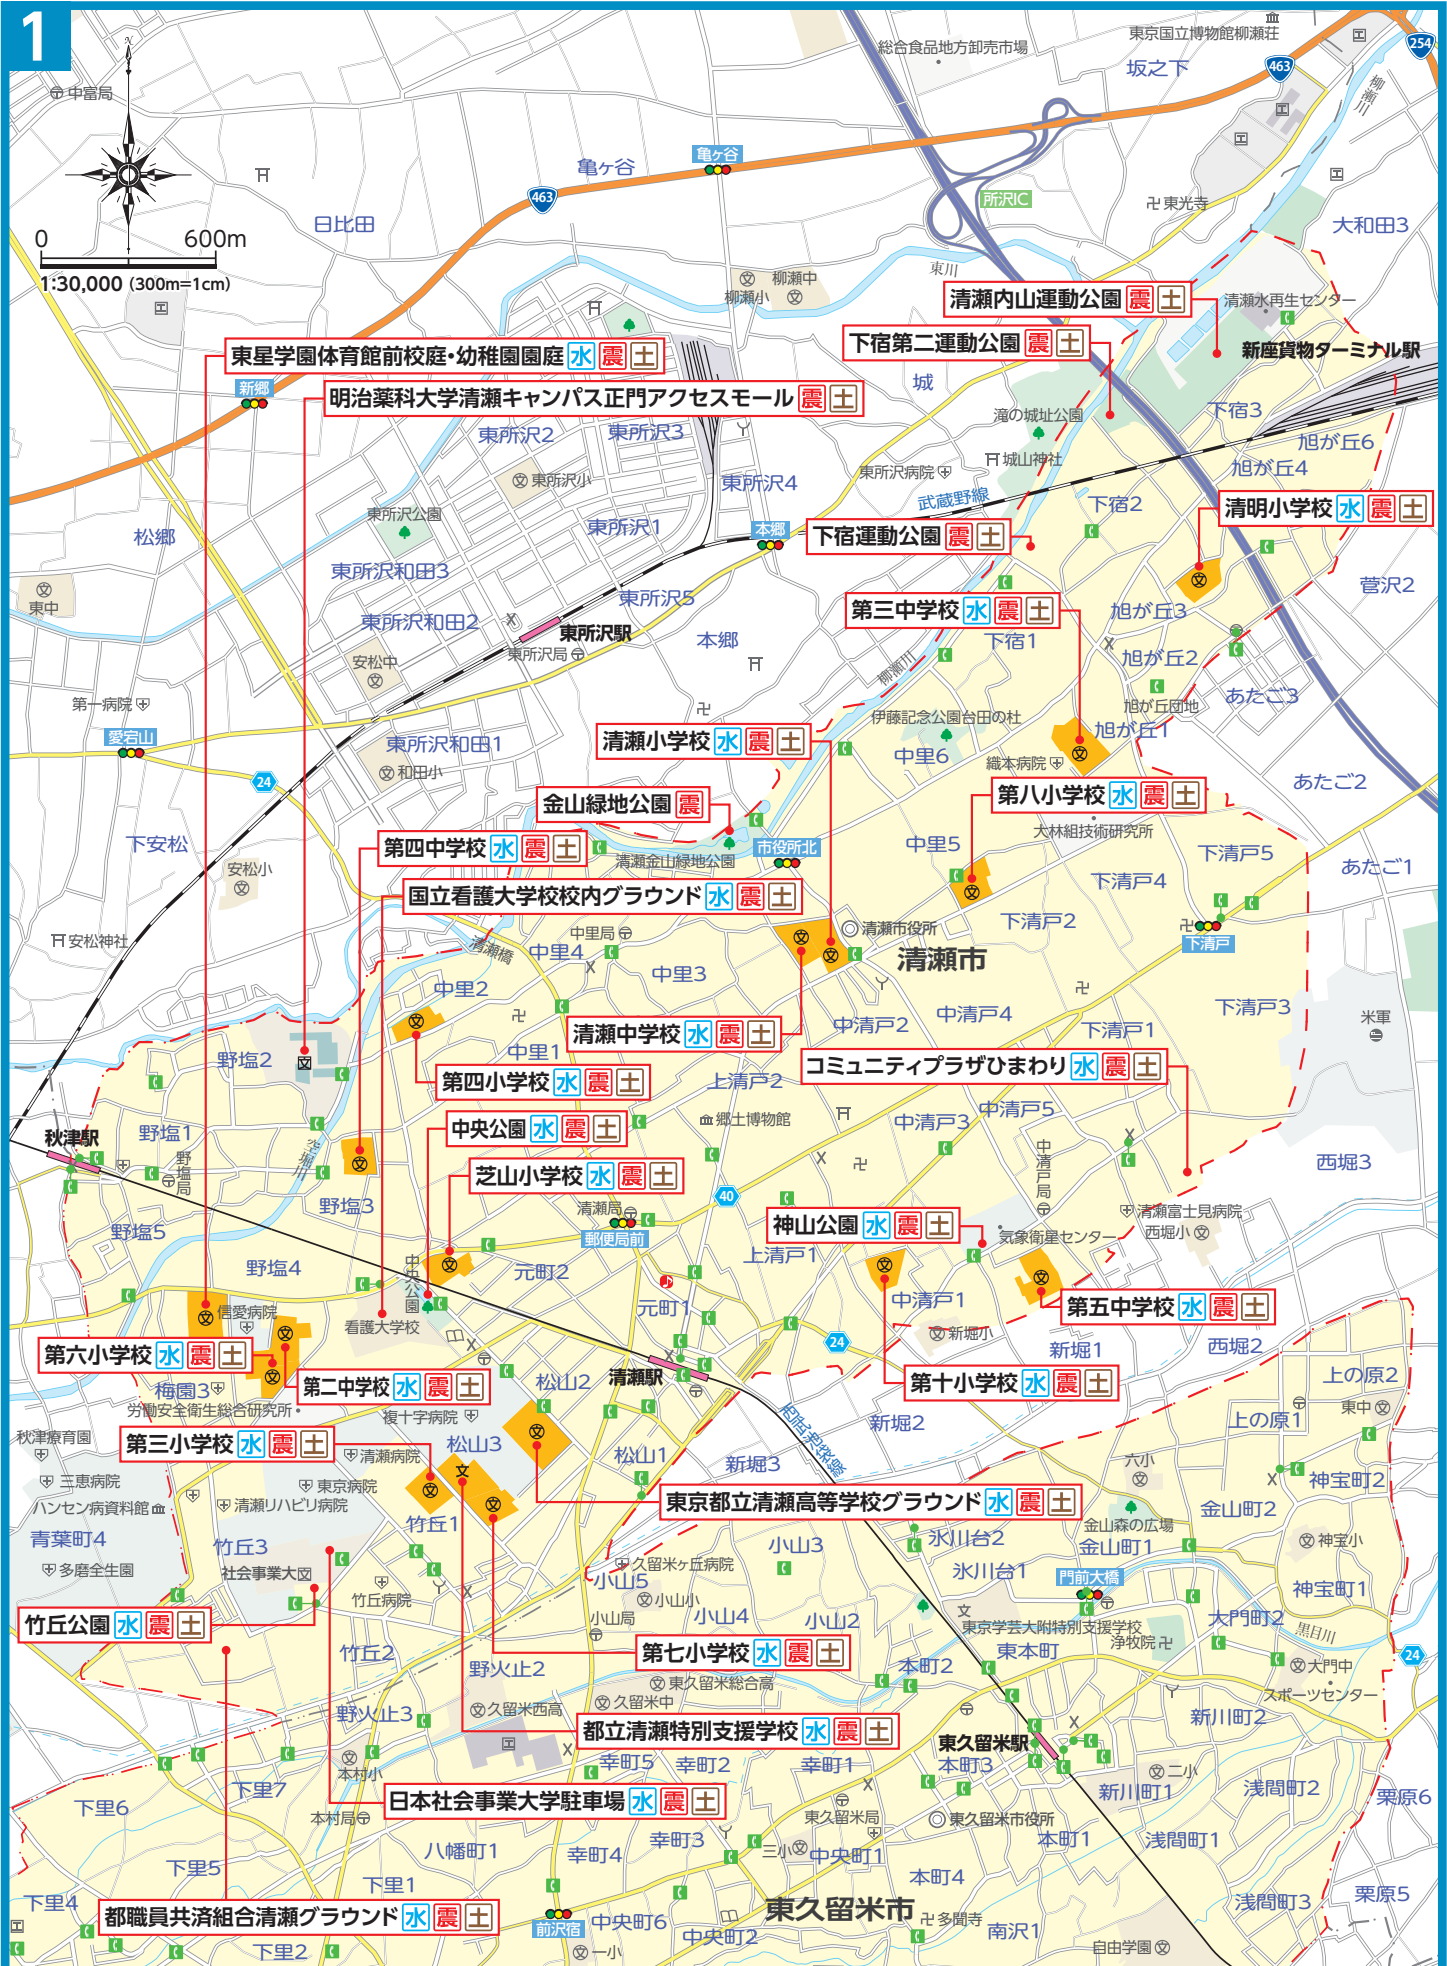 1
254
東京国立博物館柳瀬荘
総合食品地方卸売市場
463
坂之下
柳瀬川
中富局
N
亀ヶ谷
亀ヶ谷
463
所沢IC
卍東光寺
日比田
大和田3
0 600m
1:30,000 (300m=1cm)
東川
柳瀬中
柳瀬小
清瀬内山運動公園 震 土
清瀬水再生センター
下宿第二運動公園 震 土
新座貨物ターミナル駅
東星学園体育館前校庭・幼稚園園庭 水 震 土
新郷
城
明治薬科大学清瀬キャンパス正門アクセスモール 震 土
滝の城址公園
下宿3
東所沢2
東所沢3
旭が丘6
城山神社
旭が丘4
東所沢病院
東所沢小
東所沢4
武蔵野線
下宿2
清明小学校 水 震 土
東所沢公園
東所沢1
本郷
下宿運動公園 震 土
松郷
東所沢和田3
東中
菅沢2
東所沢5
第三中学校 水 震 土
旭が丘3
東所沢和田2
東所沢駅
本郷
下宿1
東所沢局
旭が丘2
安松中
柳瀬川
あたご3
第一病院
旭が丘団地
伊藤記念公園台田の杜
旭が丘1
愛宕山
東所沢和田1
清瀬小学校 水 震 土
中里6
織本病院
和田小
24
あたご2
第八小学校 水 震 土
金山緑地公園 震
大林組技術研究所
下安松
中里5
第四中学校 水 震 土
市役所北
清瀬金山緑地公園
下清戸5
安松小
あたご1
下清戸4
国立看護大学校校内グラウンド 水 震 土
下清戸2
清瀬市役所
中里局
下清戸
安松神社
清瀬橋
中里4
清瀬市
中里3
中里2
下清戸3
中清戸4
米軍
中清戸2
下清戸1
清瀬中学校 水 震 土
野塩2
中里1
コミュニティプラザひまわり 水 震 土
第四小学校 水 震 土
上清戸2
中清戸5
郷土博物館
中清戸3
中央公園 水 震 土
秋津駅
野塩1
空堀川
野塩局
中清戸局
西堀3
芝山小学校 水 震 土
40
野塩3
清瀬局
清瀬富士見病院
神山公園 水 震 土
野塩5
郵便局前
西堀小
気象衛星センター
上清戸1
中央公園
野塩4
元町2
中清戸1
元町1
第五中学校 水 震 土
信愛病院
看護大学校
新堀小
24
西堀2
第六小学校 水 震 土
新堀1
清瀬駅
上の原2
梅園3
第二中学校 水 震 土
松山2
第十小学校 水 震 土
労働安全衛生総合研究所
東中
複十字病院
西武池袋線
新堀2
上の原1
秋津療育園
第三小学校 水 震 土
松山3
清瀬病院
松山1
新堀3
六小
三恵病院
東京病院
神宝町2
清瀬リハビリ病院
ハンセン病資料館
東京都立清瀬高等学校グラウンド 水 震 土
金山町2
竹丘1
金山森の広場
青葉町4
氷川台2
竹丘3
小山3
金山町1
神宝小
久留米ヶ丘病院
社会事業大
多磨全生園
氷川台1
門前大橋
小山5
神宝町1
竹丘病院
小山小
小山4
小山2
大門町2
竹丘公園 水 震 土
小山局
東京学芸大附特別支援学校
黒目川
浄牧院
第七小学校 水 震 土
竹丘2
東本町
24
野火止2
本町2
大門中
東久留米総合高
久留米中
スポーツセンター
久留米西高
野火止3
新川町2
都立清瀬特別支援学校 水 震 土
東久留米駅
本村小
幸町5
幸町2
幸町1
本町3
二小
下里7
新川町1
浅間町2
下里6
日本社会事業大学駐車場 水 震 土
栗原6
本村局
東久留米局
東久留米市役所
幸町3
本町1
浅間町1
八幡町1
三小
幸町4
中央町1
下里5
本町4
下里1
栗原5
下里4
浅間町3
都職員共済組合清瀬グラウンド 水 震 土
東久留米市
前沢宿
中央町6
卍多聞寺
南沢1
中央町2
下里2
一小
自由学園